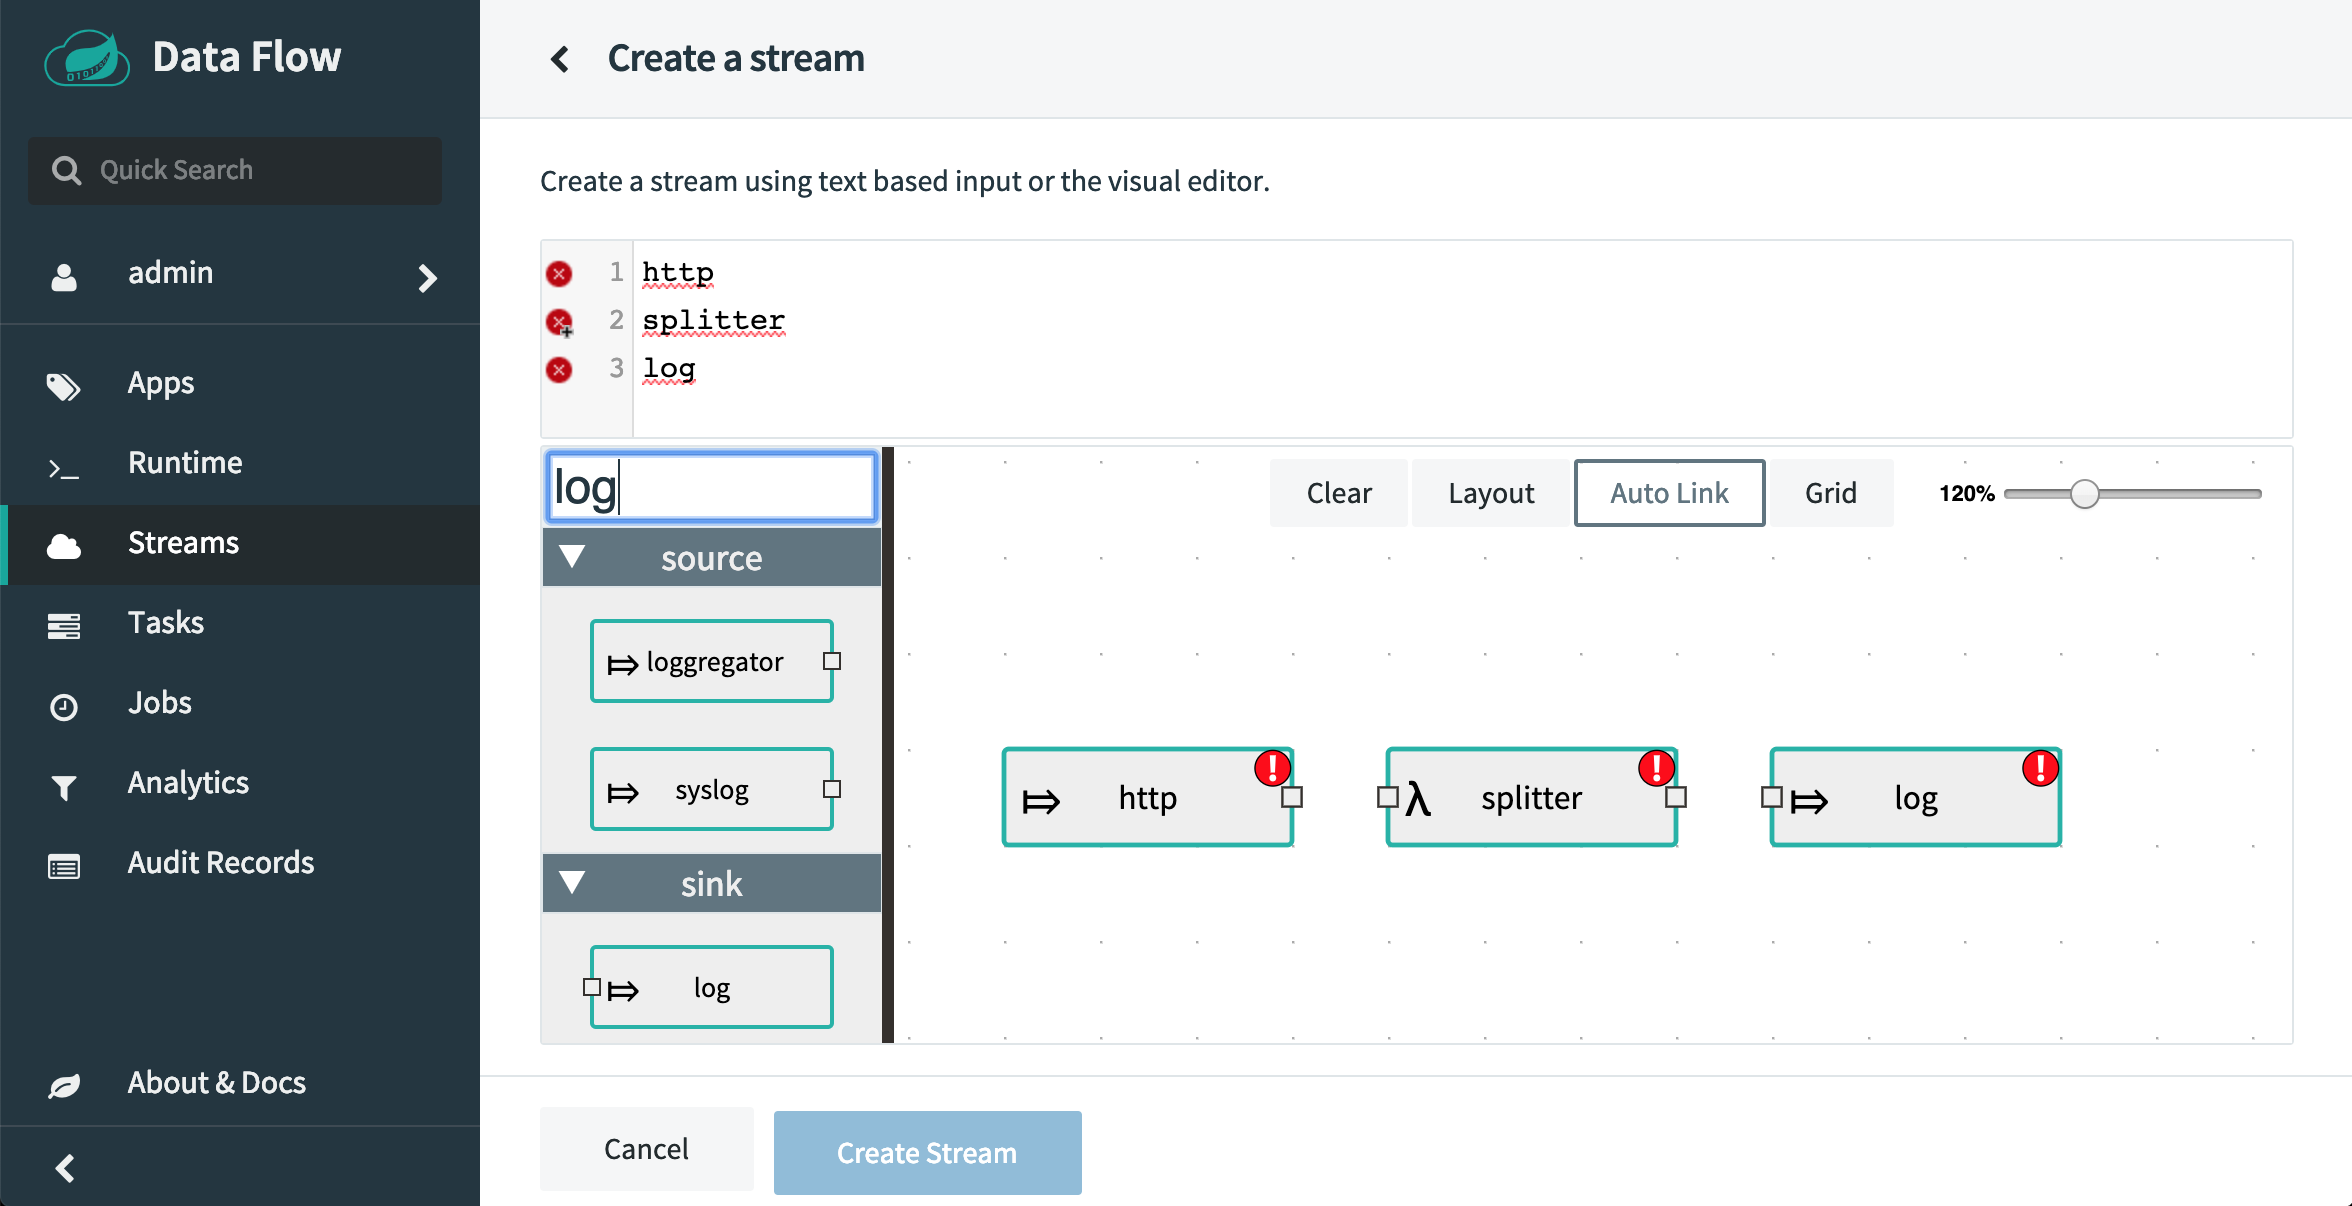 Data Flow
Quick Search
admin
Apps
Runtime
Streams
Tasks
Jobs
Analytics
Audit Records
About & Docs
Create a stream
Create a stream using text based input or the visual editor.
1 http
2 splitter
3 log
log
source
loggregator
syslog
sink
log
Clear Layout Auto Link Grid 120%
http splitter log
Cancel Create Stream